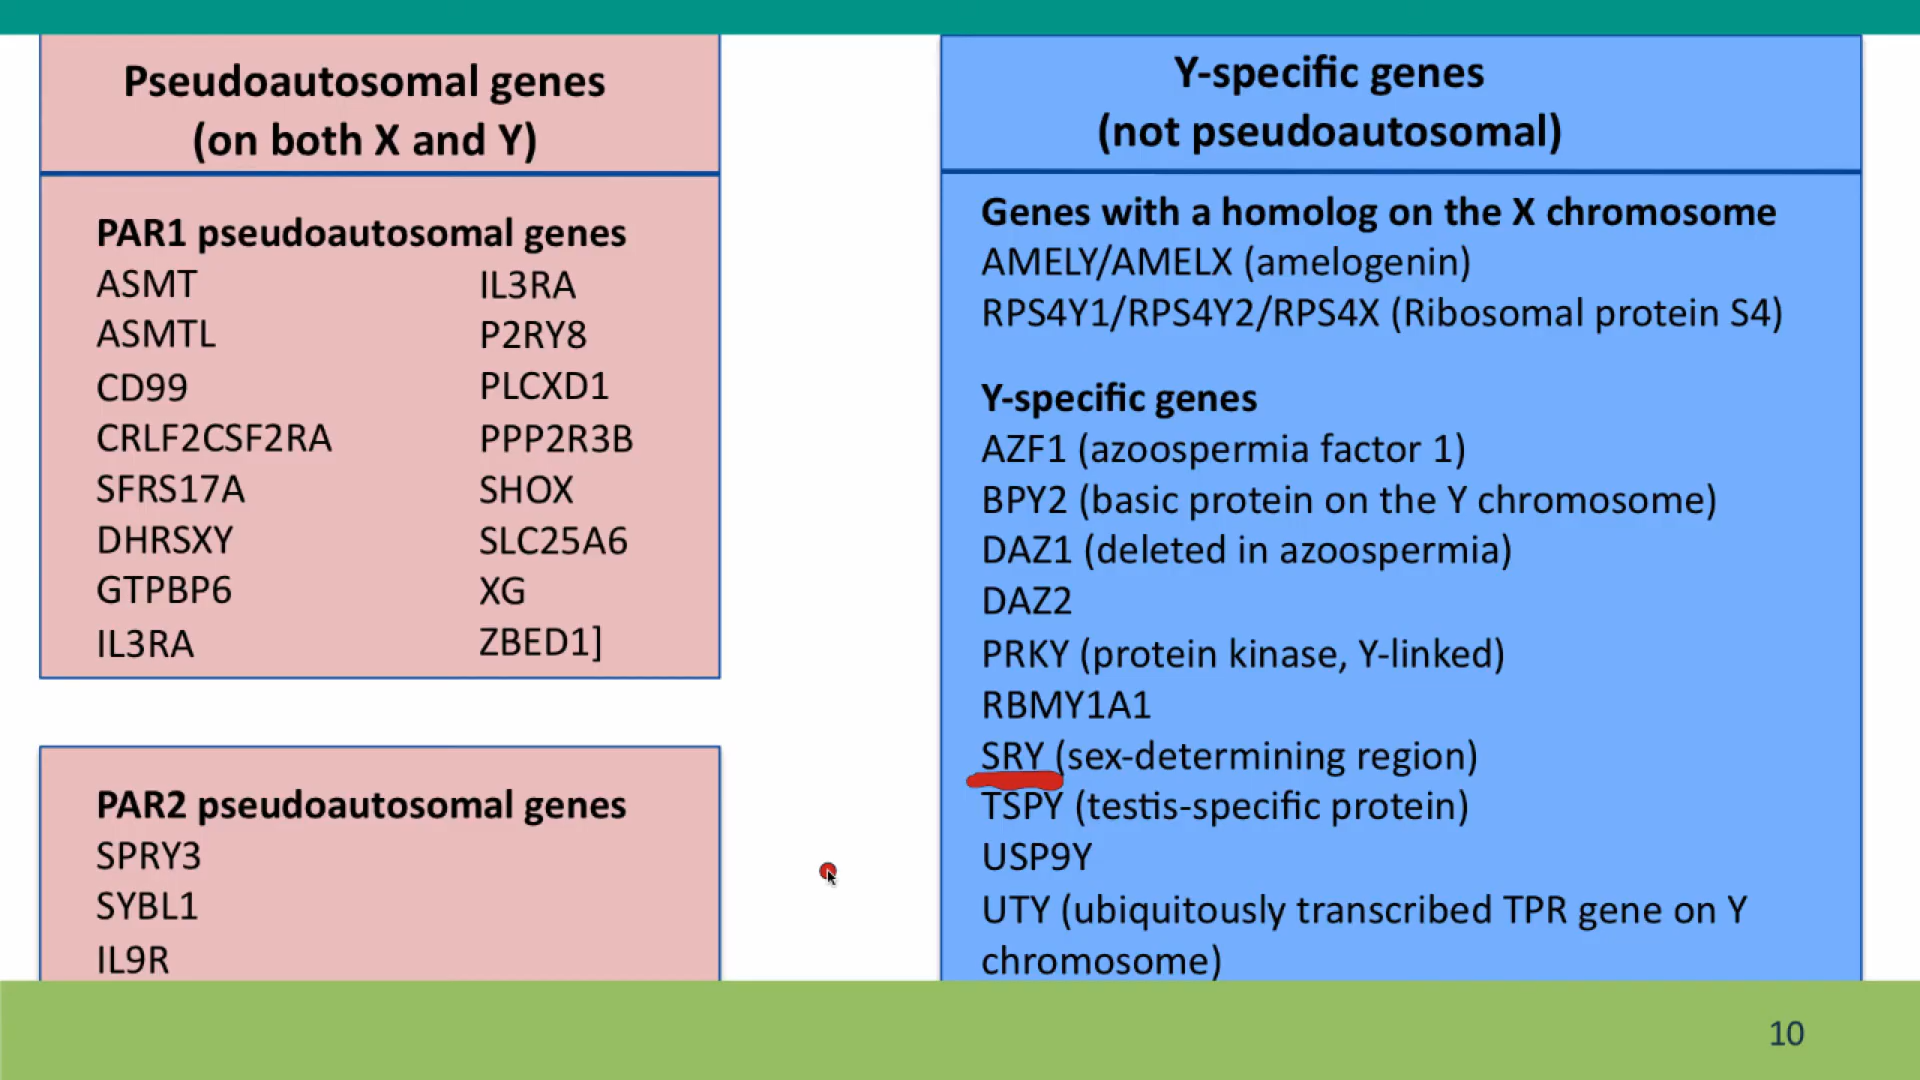 Pseudoautosomal genes
(on both X and Y)
PAR1 pseudoautosomal genes
ASMT
ASMTL
CD99
CRLF2CSF2RA
SFRS17A
DHRSXY
GTPBP6
IL3RA
IL3RA
P2RY8
PLCXD1
PPP2R3B
SHOX
SLC25A6
XG
ZBED1]
PAR2 pseudoautosomal genes
SPRY3
SYBL1
IL9R
Y-specific genes
(not pseudoautosomal)
Genes with a homolog on the X chromosome
AMELY/AMELX (amelogenin)
RPS4Y1/RPS4Y2/RPS4X (Ribosomal protein S4)
Y-specific genes
AZF1 (azoospermia factor 1)
BPY2 (basic protein on the Y chromosome)
DAZ1 (deleted in azoospermia)
DAZ2
PRKY (protein kinase, Y-linked)
RBMY1A1
SRY (sex-determining region)
TSPY (testis-specific protein)
USP9Y
UTY (ubiquitously transcribed TPR gene on Y
chromosome)
10